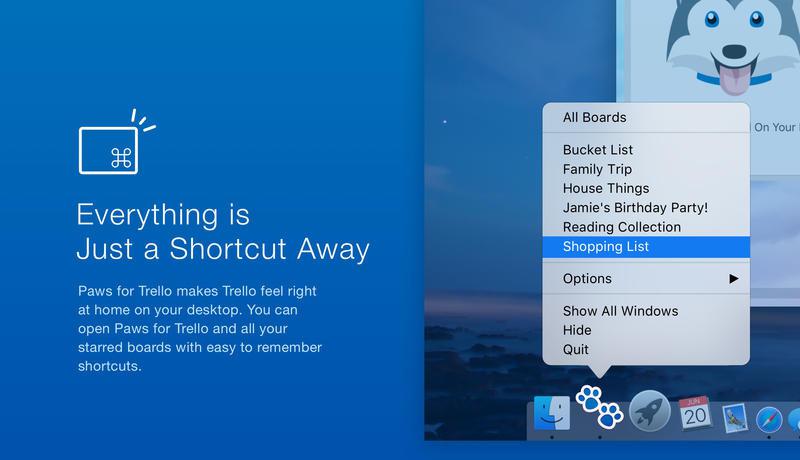 Everything is
Just a Shortcut Away
Paws for Trello makes Trello feel right
at home on your desktop. You can
open Paws for Trello and all your
starred boards with easy to remember
shortcuts.
On Your
All Boards
Bucket List
Family Trip
House Things
Jamie's Birthday Party!
Reading Collection
Shopping List
Options
Show All Windows
Hide
Quit
JUN
20